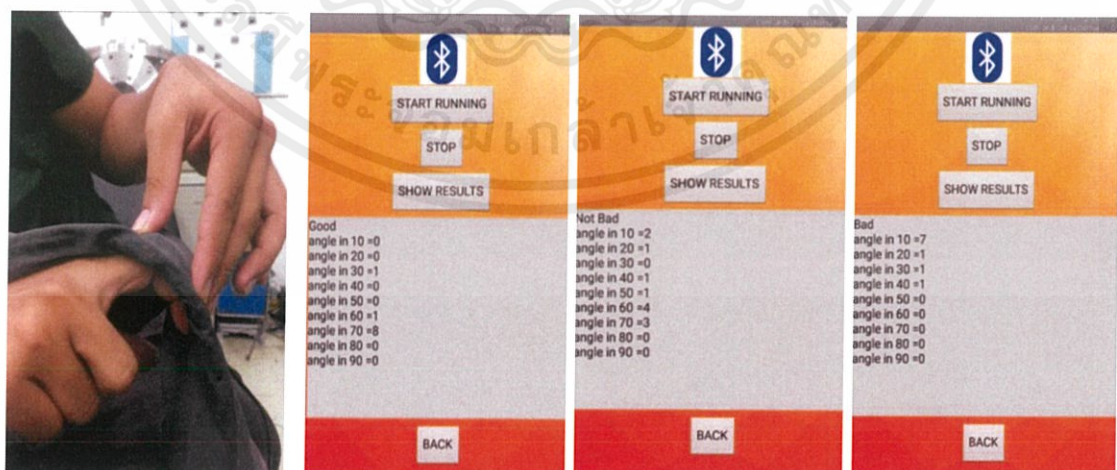 START RUNNING
STOP
SHOW RESULTS
Good
angle in 10 =0
angle in 20 =0
angle in 30 =1
angle in 40 =0
angle in 50 =0
angle in 60 =1
angle in 70 =8
angle in 80 =0
angle in 90 =0
BACK
START RUNNING
STOP
SHOW RESULTS
Not Bad
angle in 10 =2
angle in 20 =1
angle in 30 =0
angle in 40 =1
angle in 50 =1
angle in 60 =4
angle in 70 =3
angle in 80 =0
angle in 90 =0
BACK
START RUNNING
STOP
SHOW RESULTS
Bad
angle in 10 =7
angle in 20 =1
angle in 30 =1
angle in 40 =1
angle in 50 =0
angle in 60 =0
angle in 70 =0
angle in 80 =0
angle in 90 =0
BACK